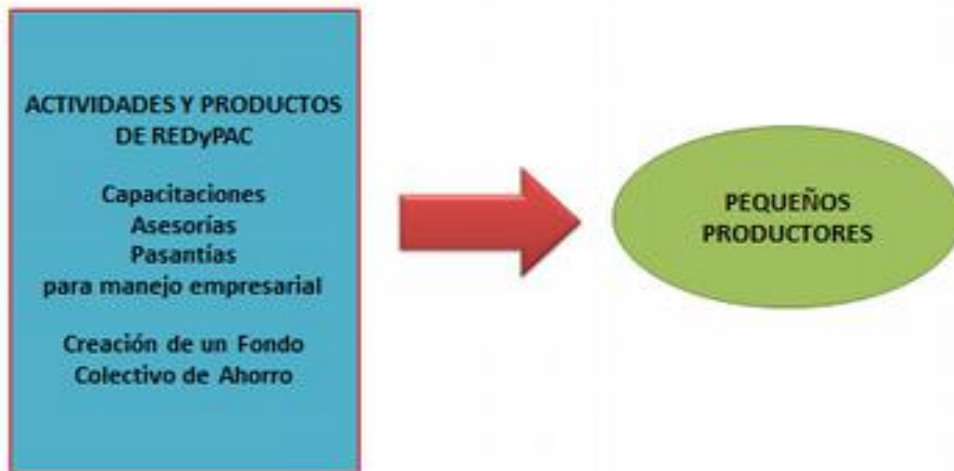 ACTIVIDADES Y PRODUCTOS
DE REDyPAC
Capacitaciones
Asesorías
Pasantías
para manejo empresarial
Creación de un Fondo
Colectivo de Ahorro
PEQUEÑOS
PRODUCTORES